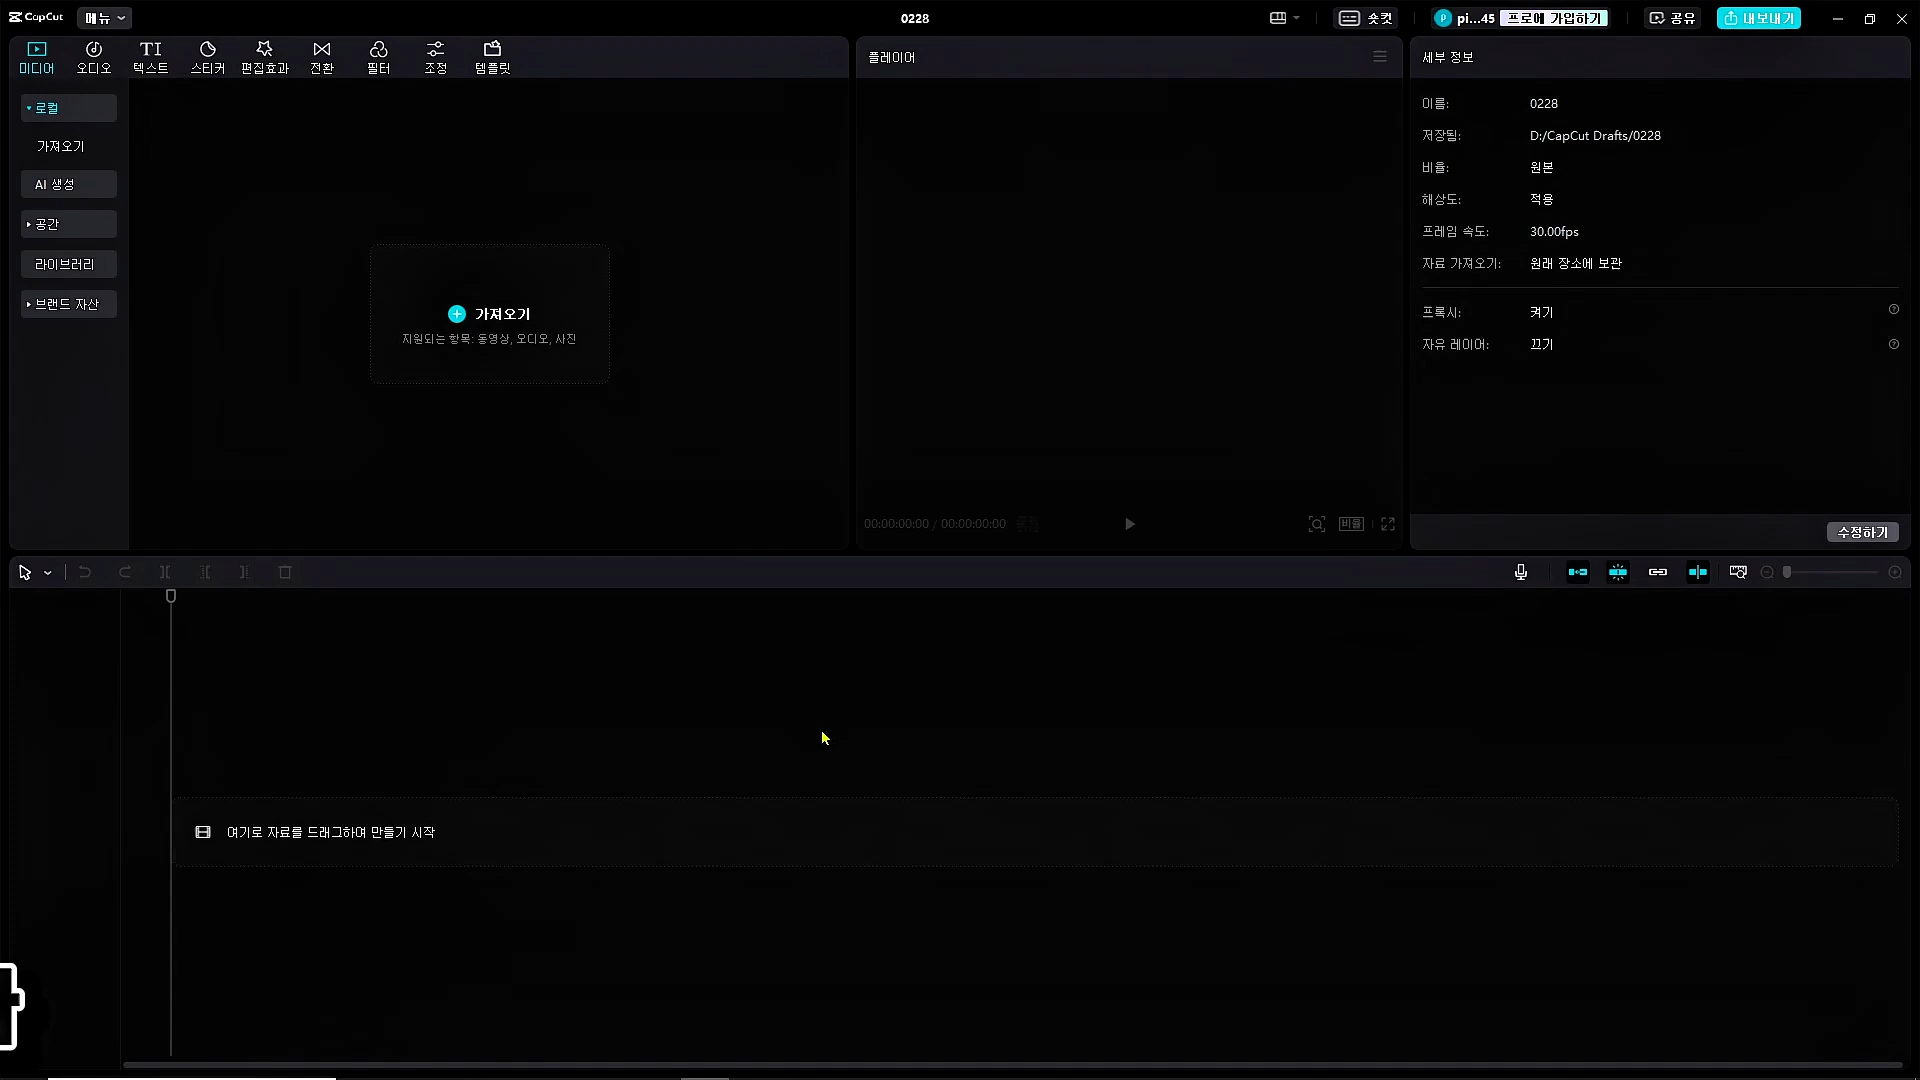 CapCut
메뉴
0228
숏컷
pi...45
프로에 가입하기
공유
내보내기
미디어
오디오
텍스트
스티커
편집효과
전환
필터
조정
템플릿
로컬
가져오기
AI 생성
공간
라이브러리
브랜드 자산
가져오기
지원되는 항목: 동영상, 오디오, 사진
플레이어
00:00:00:00 / 00:00:00:00
비율
세부 정보
이름: 0228
저장됨: D:/CapCut Drafts/0228
비율: 원본
해상도: 적용
프레임 속도: 30.00fps
자료 가져오기: 원래 장소에 보관
프록시: 켜기
자유 레이어: 끄기
수정하기
여기로 자료를 드래그하여 만들기 시작